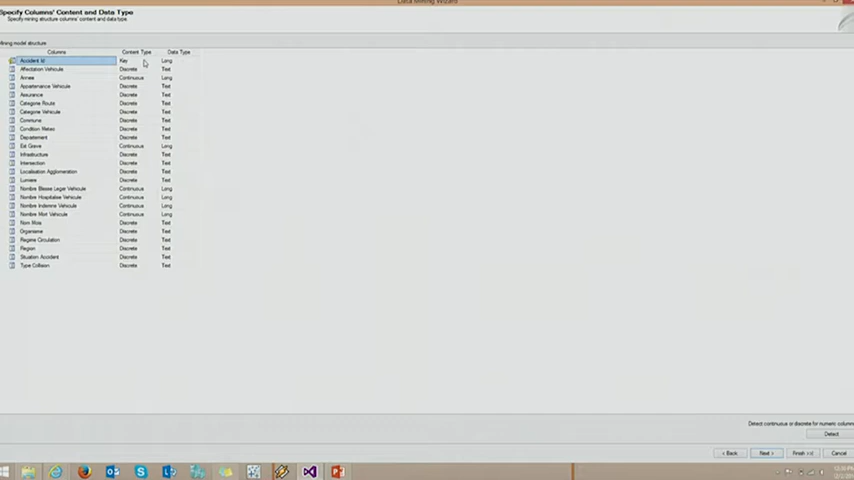 Data Mining Wizard
Specify Columns' Content and Data Type
Specify mining structure columns' content and data type.
Mining model structure
Columns Content Type Data Type
Accident Id Key Long
Affectation Vehicule Discrete Text
Annee Continuous Long
Appartenance Vehicule Discrete Text
Assurance Discrete Text
Categorie Route Discrete Text
Categorie Vehicule Discrete Text
Commune Discrete Text
Condition Meteo Discrete Text
Departement Discrete Text
Est Grave Continuous Long
Infrastructure Discrete Text
Intersection Discrete Text
Localisation Agglomeration Discrete Text
Lumiere Discrete Text
Nombre Blesse Leger Vehicule Continuous Long
Nombre Hospitalise Vehicule Continuous Long
Nombre Indemne Vehicule Continuous Long
Nombre Mort Vehicule Continuous Long
Nom Mois Discrete Text
Organisme Discrete Text
Regime Circulation Discrete Text
Region Discrete Text
Situation Accident Discrete Text
Type Collision Discrete Text
Detect continuous or discrete for numeric columns
Detect
< Back Next > Finish >>| Cancel